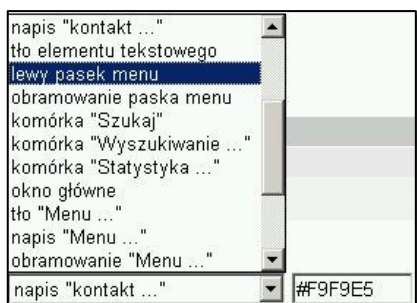 napis "kontakt ..."
tło elementu tekstowego
lewy pasek menu
obramowanie paska menu
komórka "Szukaj"
komórka "Wyszukiwanie ..."
komórka "Statystyka ..."
okno główne
tło "Menu ..."
napis "Menu ..."
obramowanie "Menu ..."
napis "kontakt ..." #F9F9E5